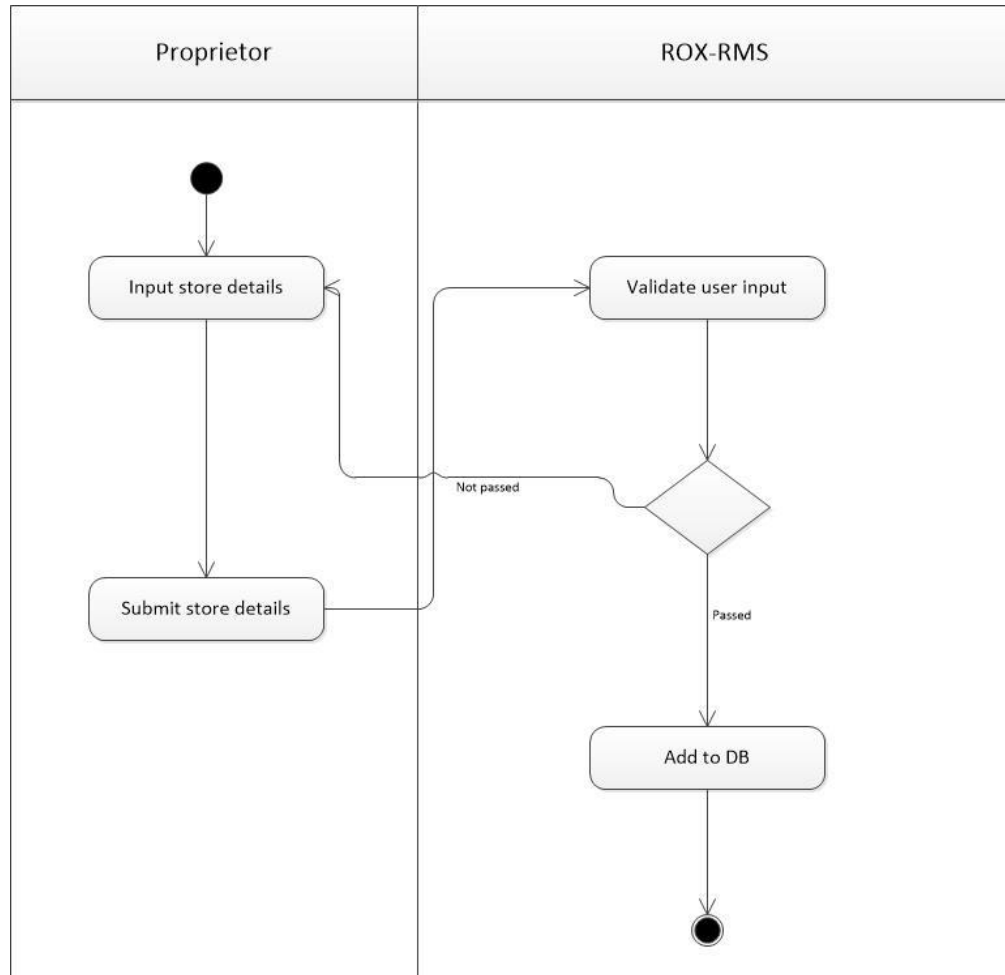 Proprietor
ROX-RMS
Input store details
Validate user input
Not passed
Submit store details
Passed
Add to DB